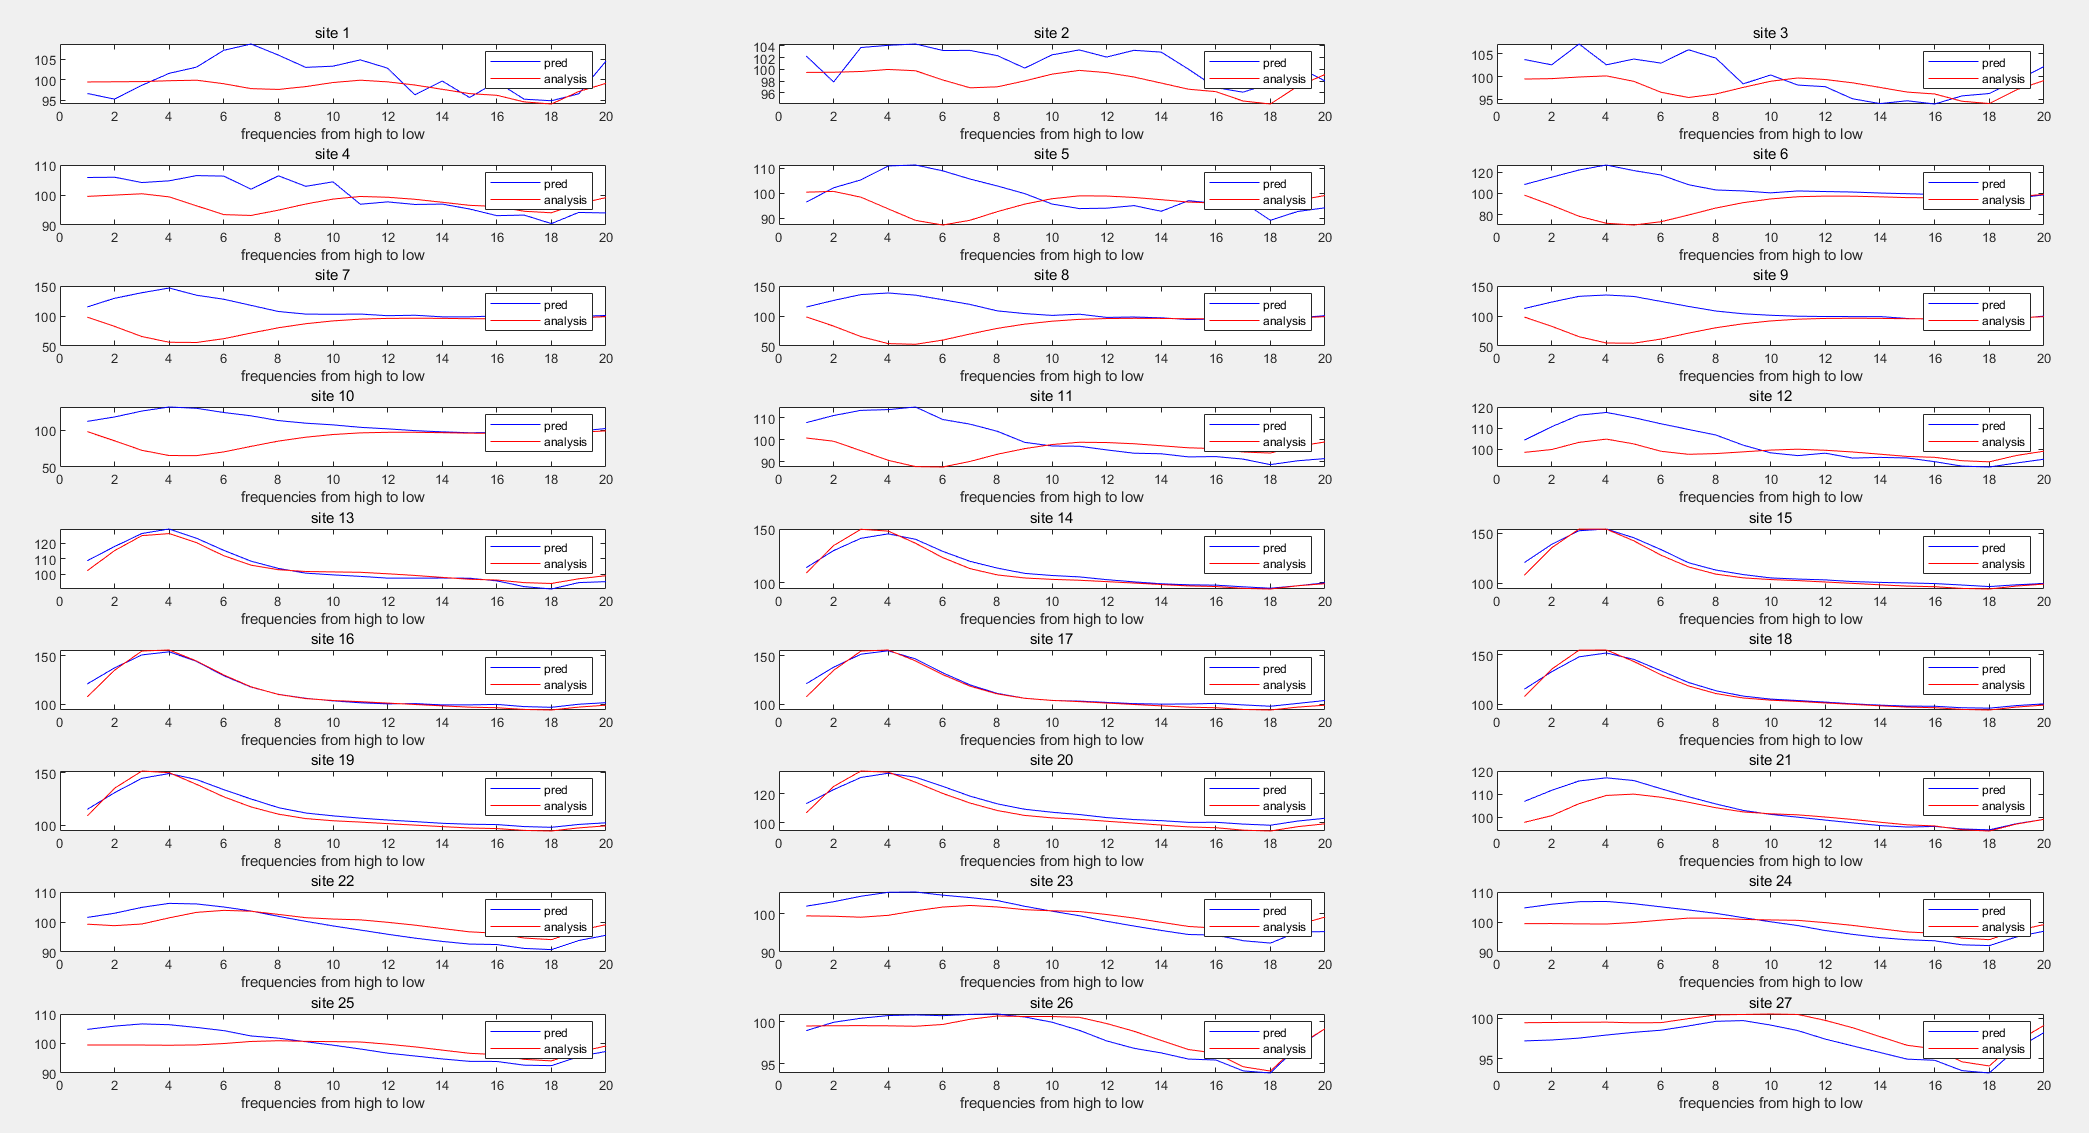 site 1
105
100
95
pred
analysis
0 2 4 6 8 10 12 14 16 18 20
frequencies from high to low
site 2
104
102
100
98
96
pred
analysis
0 2 4 6 8 10 12 14 16 18 20
frequencies from high to low
site 3
105
100
95
pred
analysis
0 2 4 6 8 10 12 14 16 18 20
frequencies from high to low
site 4
110
100
90
pred
analysis
0 2 4 6 8 10 12 14 16 18 20
frequencies from high to low
site 5
110
100
90
pred
analysis
0 2 4 6 8 10 12 14 16 18 20
frequencies from high to low
site 6
120
100
80
pred
analysis
0 2 4 6 8 10 12 14 16 18 20
frequencies from high to low
site 7
150
100
50
pred
analysis
0 2 4 6 8 10 12 14 16 18 20
frequencies from high to low
site 8
150
100
50
pred
analysis
0 2 4 6 8 10 12 14 16 18 20
frequencies from high to low
site 9
150
100
50
pred
analysis
0 2 4 6 8 10 12 14 16 18 20
frequencies from high to low
site 10
100
50
pred
analysis
0 2 4 6 8 10 12 14 16 18 20
frequencies from high to low
site 11
110
100
90
pred
analysis
0 2 4 6 8 10 12 14 16 18 20
frequencies from high to low
site 12
120
110
100
pred
analysis
0 2 4 6 8 10 12 14 16 18 20
frequencies from high to low
site 13
120
110
100
pred
analysis
0 2 4 6 8 10 12 14 16 18 20
frequencies from high to low
site 14
150
100
pred
analysis
0 2 4 6 8 10 12 14 16 18 20
frequencies from high to low
site 15
150
100
pred
analysis
0 2 4 6 8 10 12 14 16 18 20
frequencies from high to low
site 16
150
100
pred
analysis
0 2 4 6 8 10 12 14 16 18 20
frequencies from high to low
site 17
150
100
pred
analysis
0 2 4 6 8 10 12 14 16 18 20
frequencies from high to low
site 18
150
100
pred
analysis
0 2 4 6 8 10 12 14 16 18 20
frequencies from high to low
site 19
150
100
pred
analysis
0 2 4 6 8 10 12 14 16 18 20
frequencies from high to low
site 20
120
100
pred
analysis
0 2 4 6 8 10 12 14 16 18 20
frequencies from high to low
site 21
120
110
100
pred
analysis
0 2 4 6 8 10 12 14 16 18 20
frequencies from high to low
site 22
110
100
90
pred
analysis
0 2 4 6 8 10 12 14 16 18 20
frequencies from high to low
site 23
100
90
pred
analysis
0 2 4 6 8 10 12 14 16 18 20
frequencies from high to low
site 24
110
100
90
pred
analysis
0 2 4 6 8 10 12 14 16 18 20
frequencies from high to low
site 25
110
100
90
pred
analysis
0 2 4 6 8 10 12 14 16 18 20
frequencies from high to low
site 26
100
95
pred
analysis
0 2 4 6 8 10 12 14 16 18 20
frequencies from high to low
site 27
100
95
pred
analysis
0 2 4 6 8 10 12 14 16 18 20
frequencies from high to low